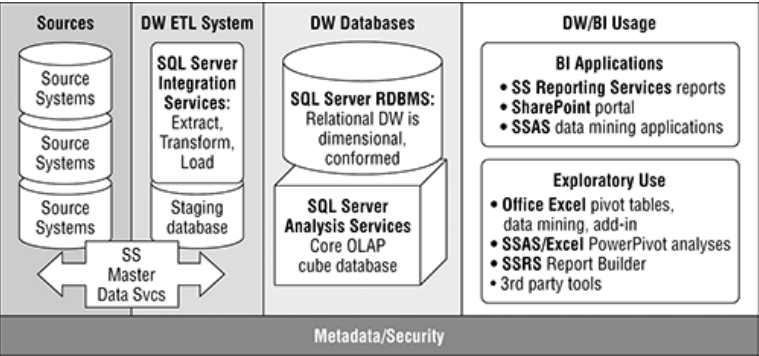 Sources
Source
Systems
Source
Systems
Source
Systems
DW ETL System
SQL Server
Integration
Services:
Extract,
Transform,
Load
Staging
database
SS
Master
Data Svcs
DW Databases
SQL Server RDBMS:
Relational DW is
dimensional,
conformed
SQL Server
Analysis Services
Core OLAP
cube database
DW/BI Usage
BI Applications
• SS Reporting Services reports
• SharePoint portal
• SSAS data mining applications
Exploratory Use
• Office Excel pivot tables,
data mining, add-in
• SSAS/Excel PowerPivot analyses
• SSRS Report Builder
• 3rd party tools
Metadata/Security